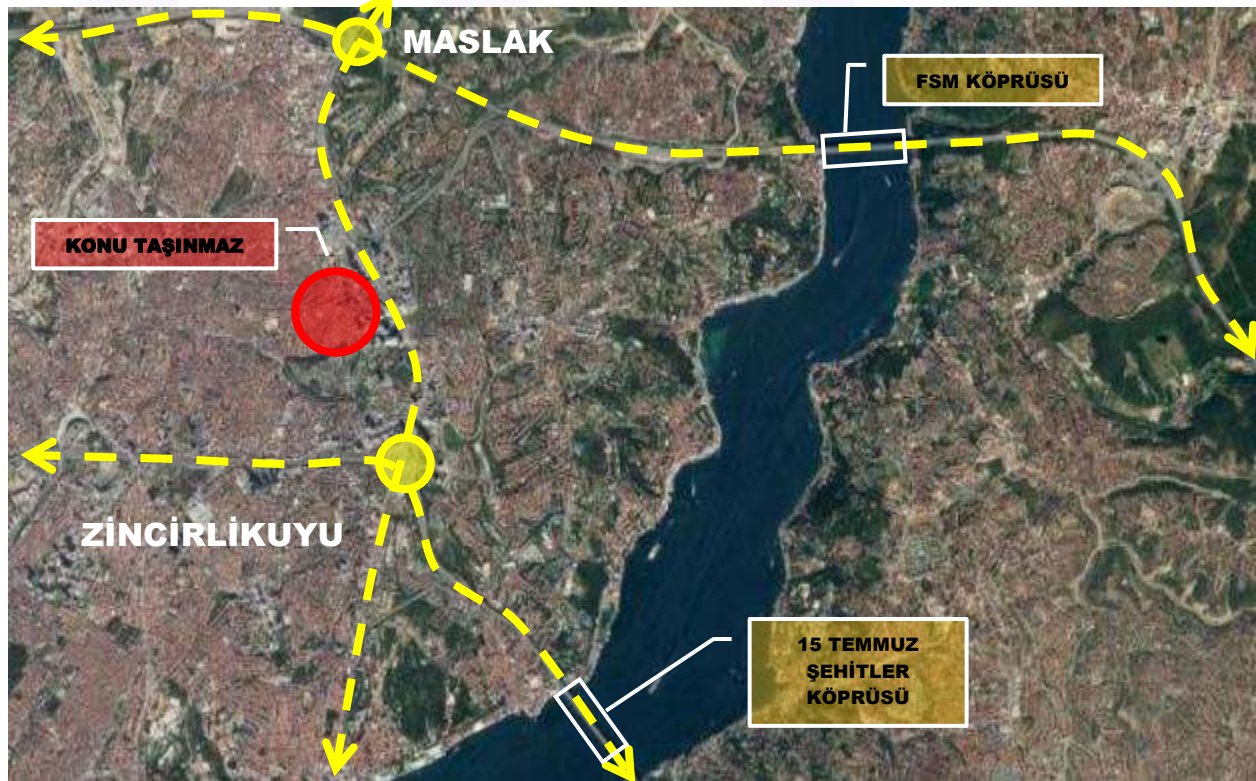 MASLAK
FSM KÖPRÜSÜ
KONU TAŞINMAZ
ZİNCİRLİKUYU
15 TEMMUZ
ŞEHİTLER
KÖPRÜSÜ